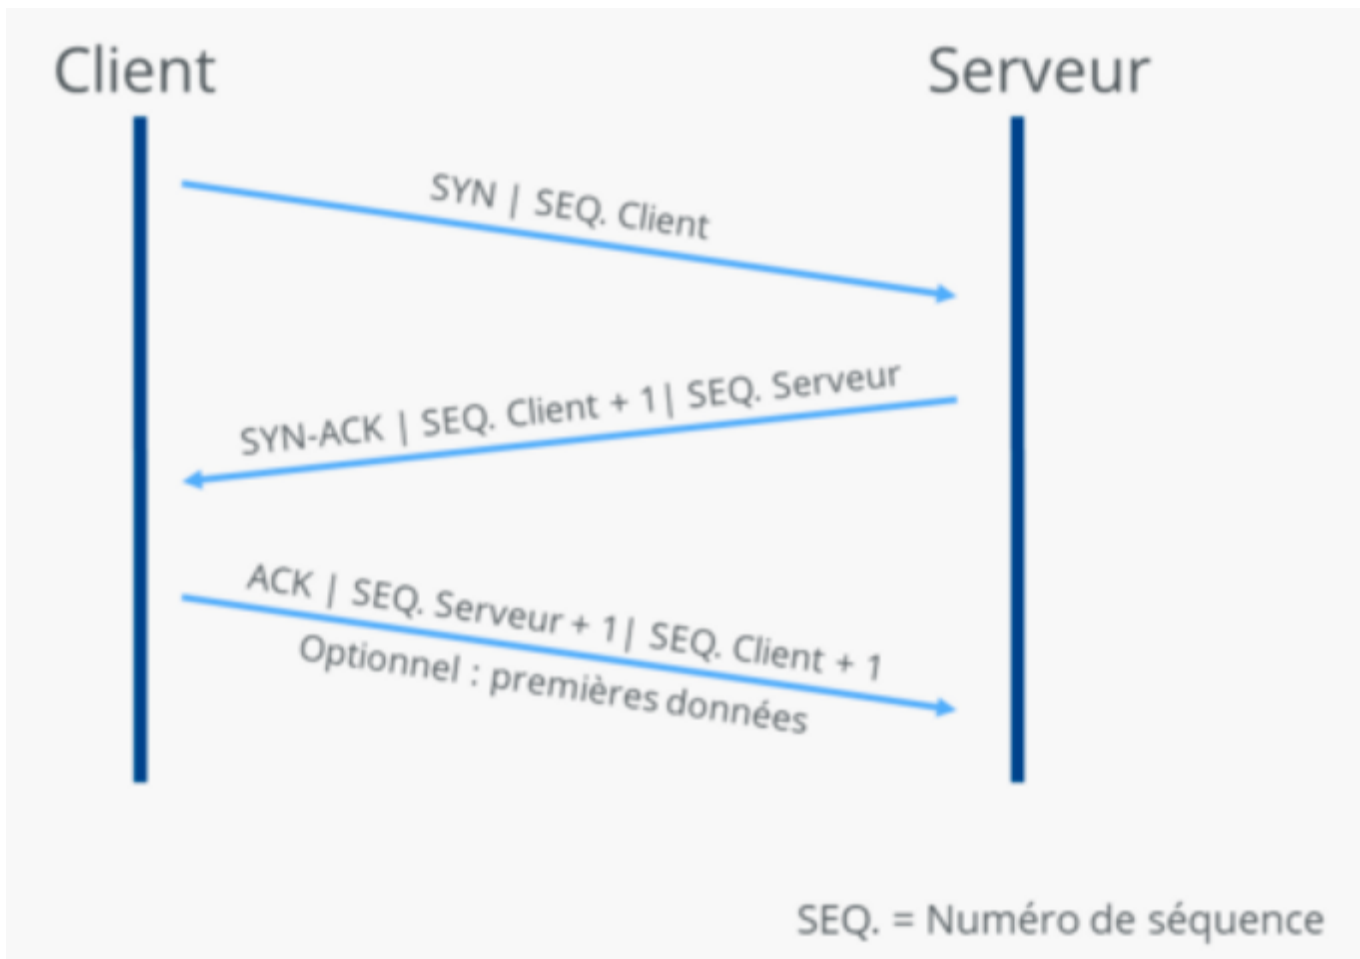 Client
Serveur
SYN | SEQ. Client
SYN-ACK | SEQ. Client + 1| SEQ. Serveur
ACK | SEQ. Serveur + 1| SEQ. Client + 1
Optionnel : premières données
SEQ. = Numéro de séquence